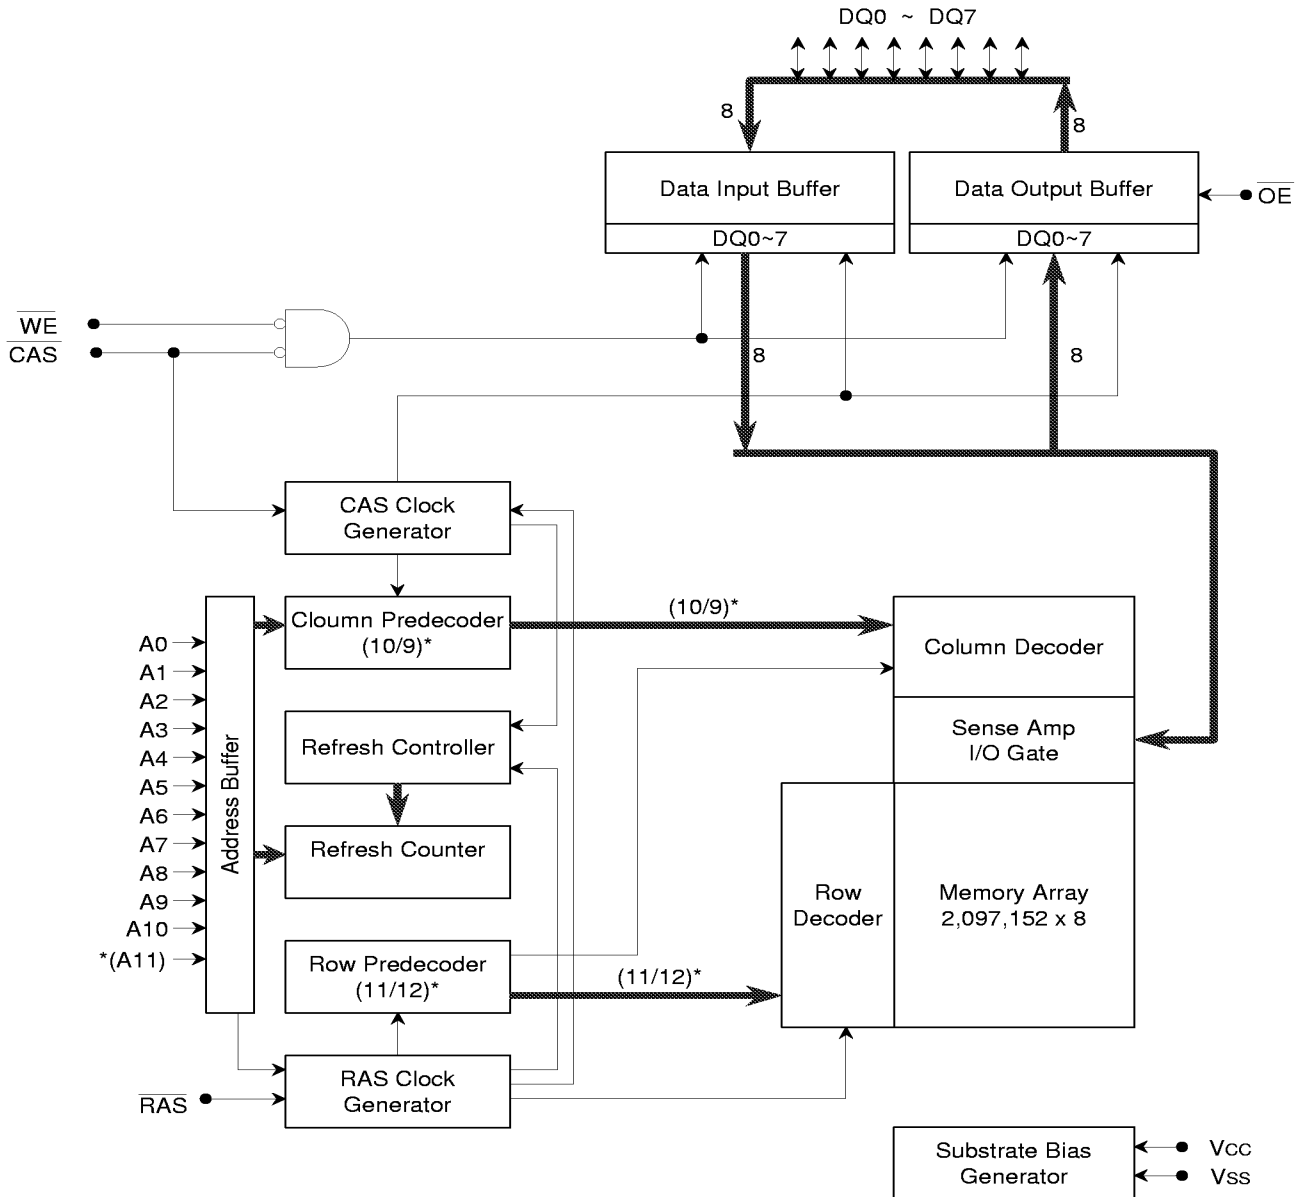 DQ0 ~ DQ7
8
8
Data Input Buffer
Data Output Buffer
OE
DQ0~7
DQ0~7
WE
CAS
8
8
CAS Clock
Generator
Cloumn Predecoder
(10/9)*
(10/9)*
Column Decoder
A0
A1
A2
A3
A4
A5
A6
A7
A8
A9
A10
*(A11)
Address Buffer
Refresh Controller
Sense Amp
I/O Gate
Refresh Counter
Row
Decoder
Memory Array
2,097,152 x 8
Row Predecoder
(11/12)*
(11/12)*
RAS
RAS Clock
Generator
Substrate Bias
Generator
VCC
VSS